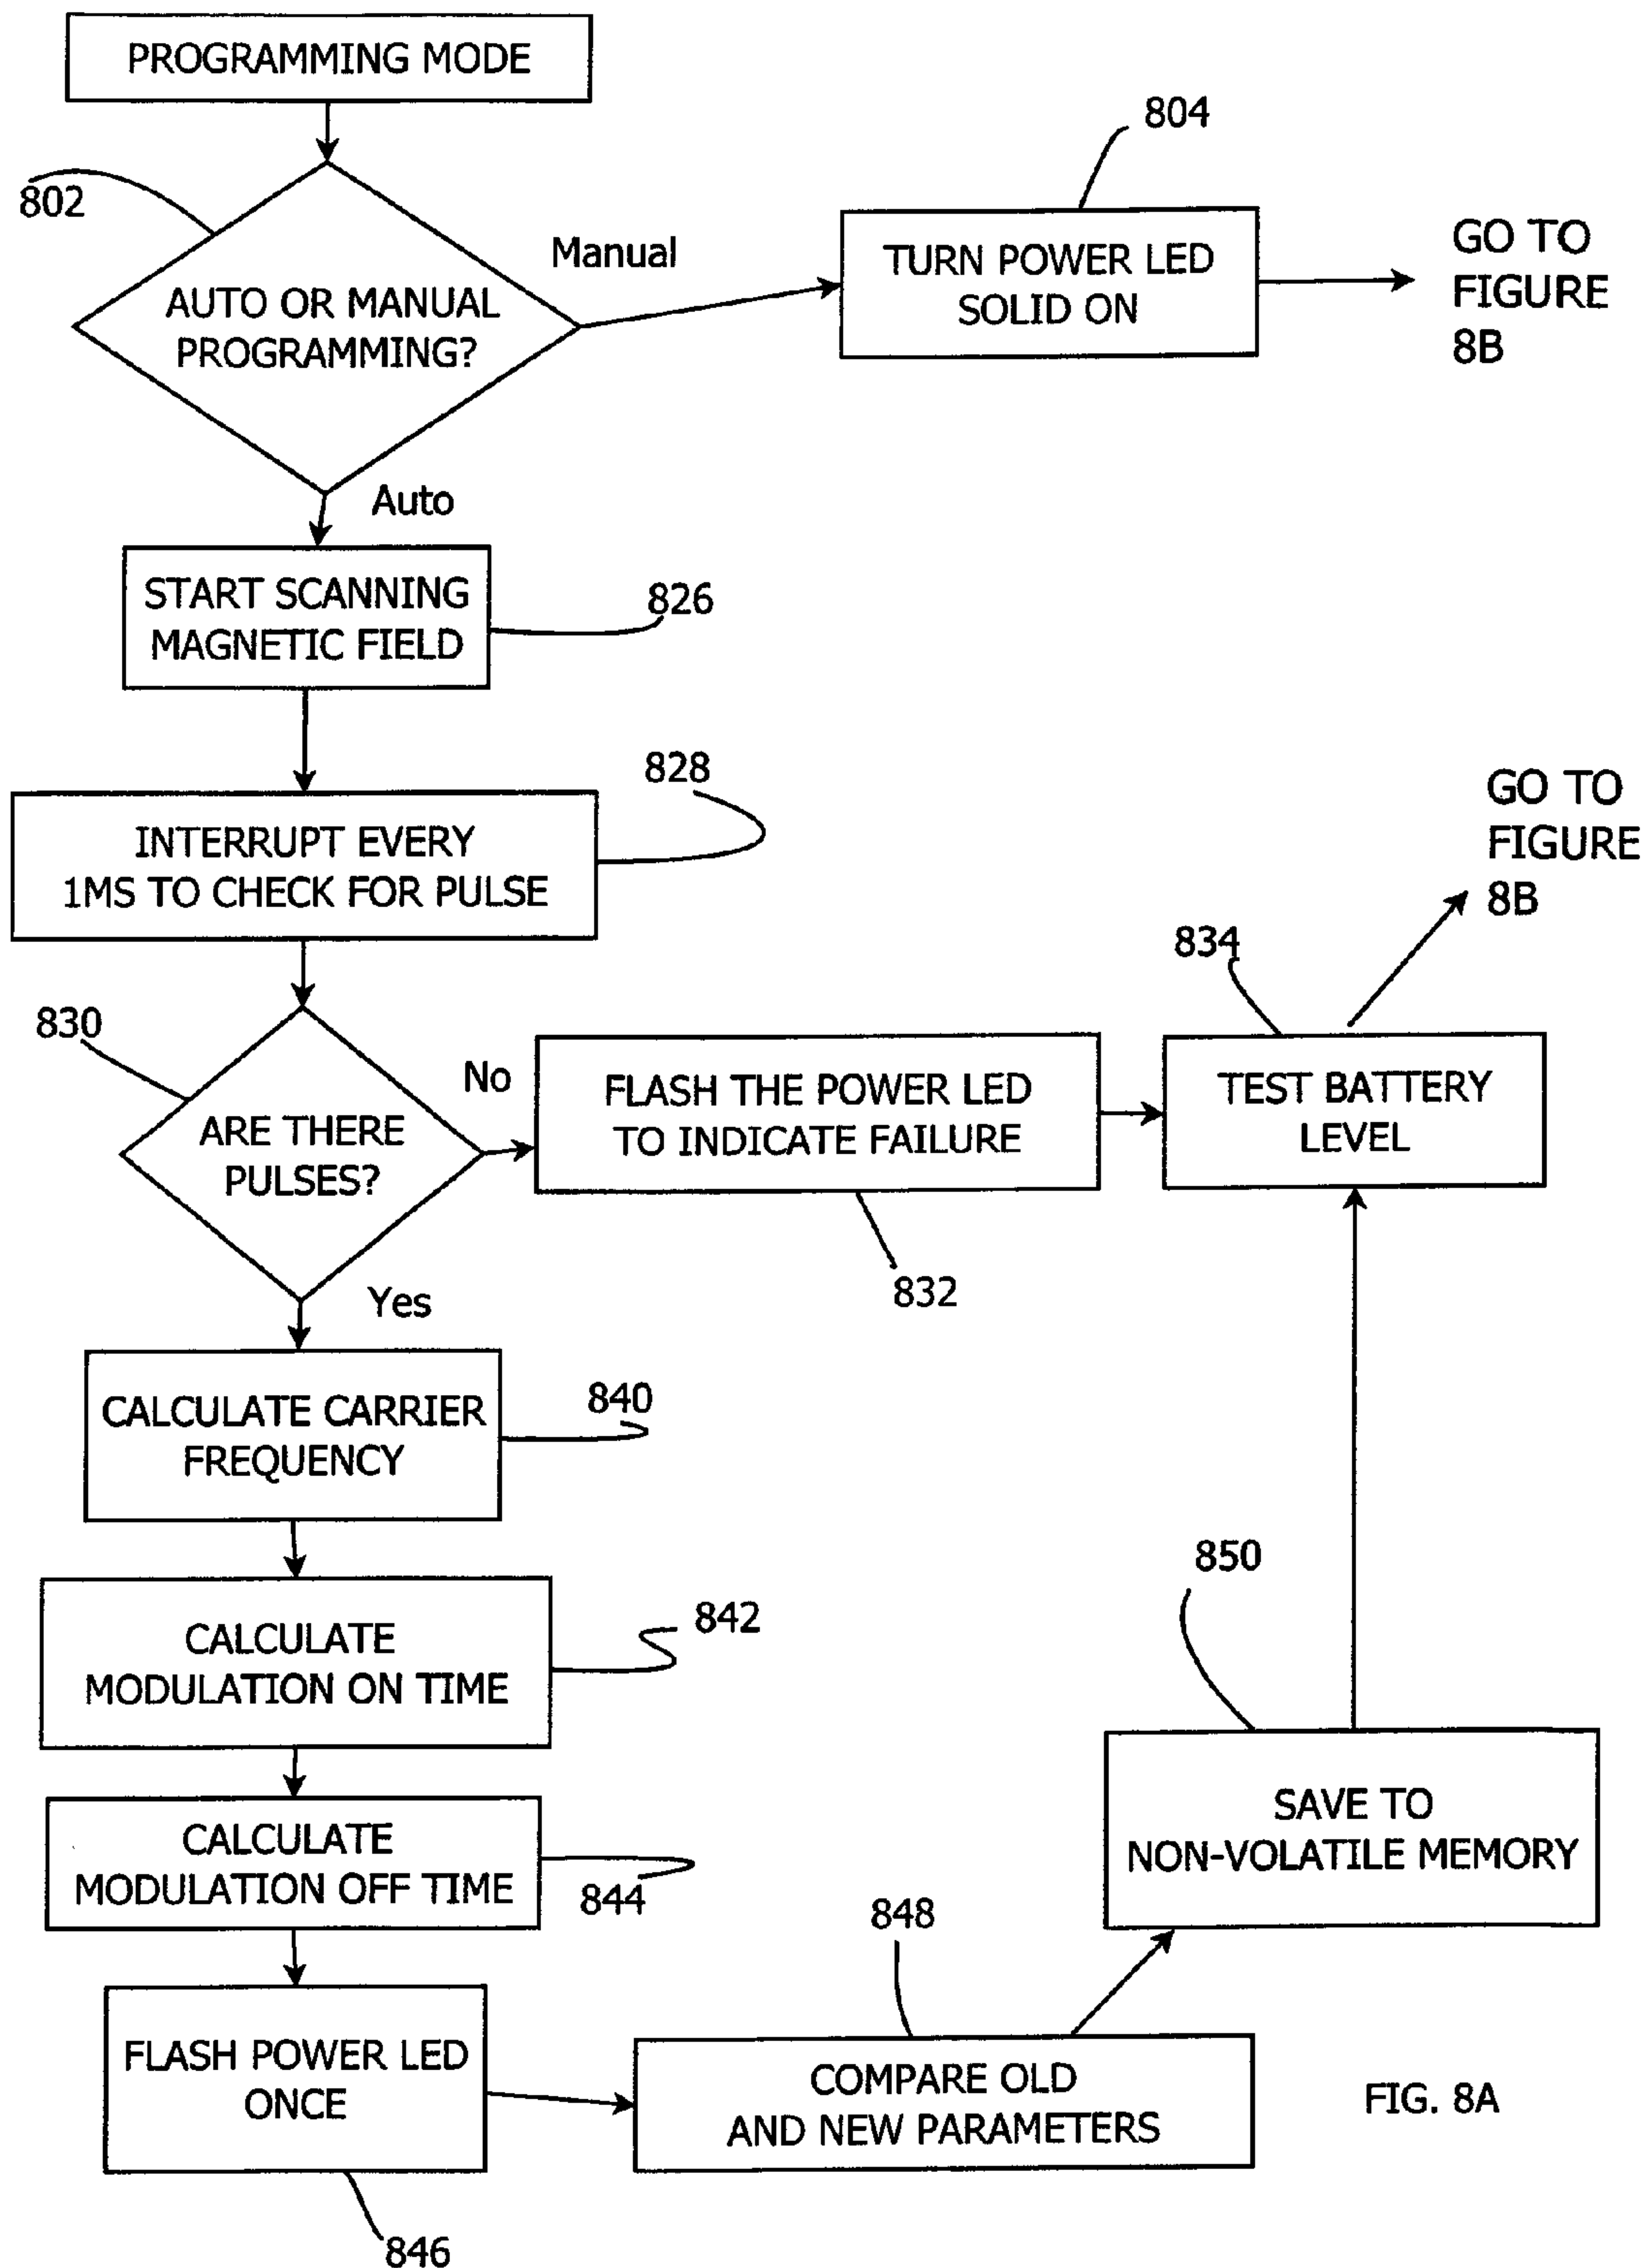 PROGRAMMING MODE
804
802
Manual
AUTO OR MANUAL
PROGRAMMING?
TURN POWER LED
SOLID ON
GO TO
FIGURE
8B
Auto
START SCANNING
MAGNETIC FIELD
826
828
INTERRUPT EVERY
1MS TO CHECK FOR PULSE
GO TO
FIGURE
8B
834
830
No
ARE THERE
PULSES?
FLASH THE POWER LED
TO INDICATE FAILURE
TEST BATTERY
LEVEL
832
Yes
CALCULATE CARRIER
FREQUENCY
840
850
842
CALCULATE
MODULATION ON TIME
SAVE TO
NON-VOLATILE MEMORY
CALCULATE
MODULATION OFF TIME
844
848
FLASH POWER LED
ONCE
COMPARE OLD
AND NEW PARAMETERS
FIG. 8A
846